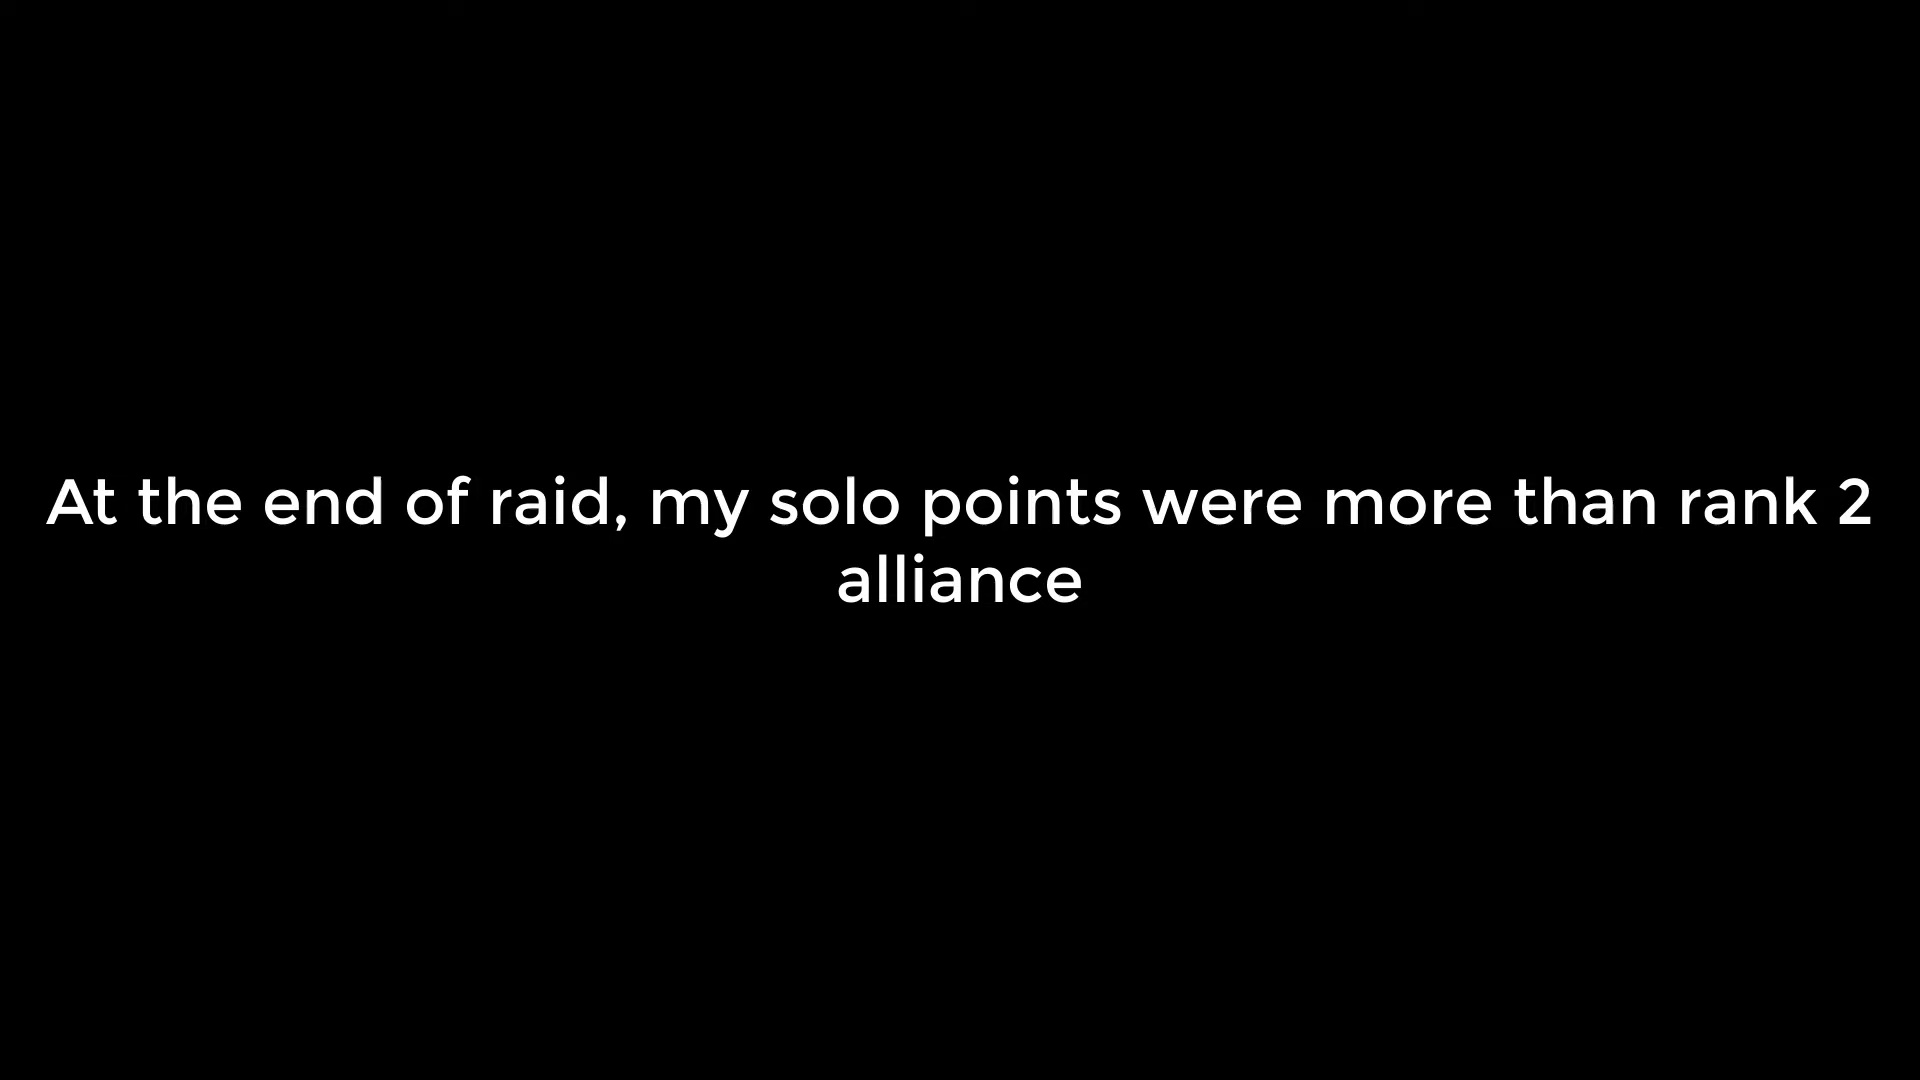 At the end of raid, my solo points were more than rank 2
alliance